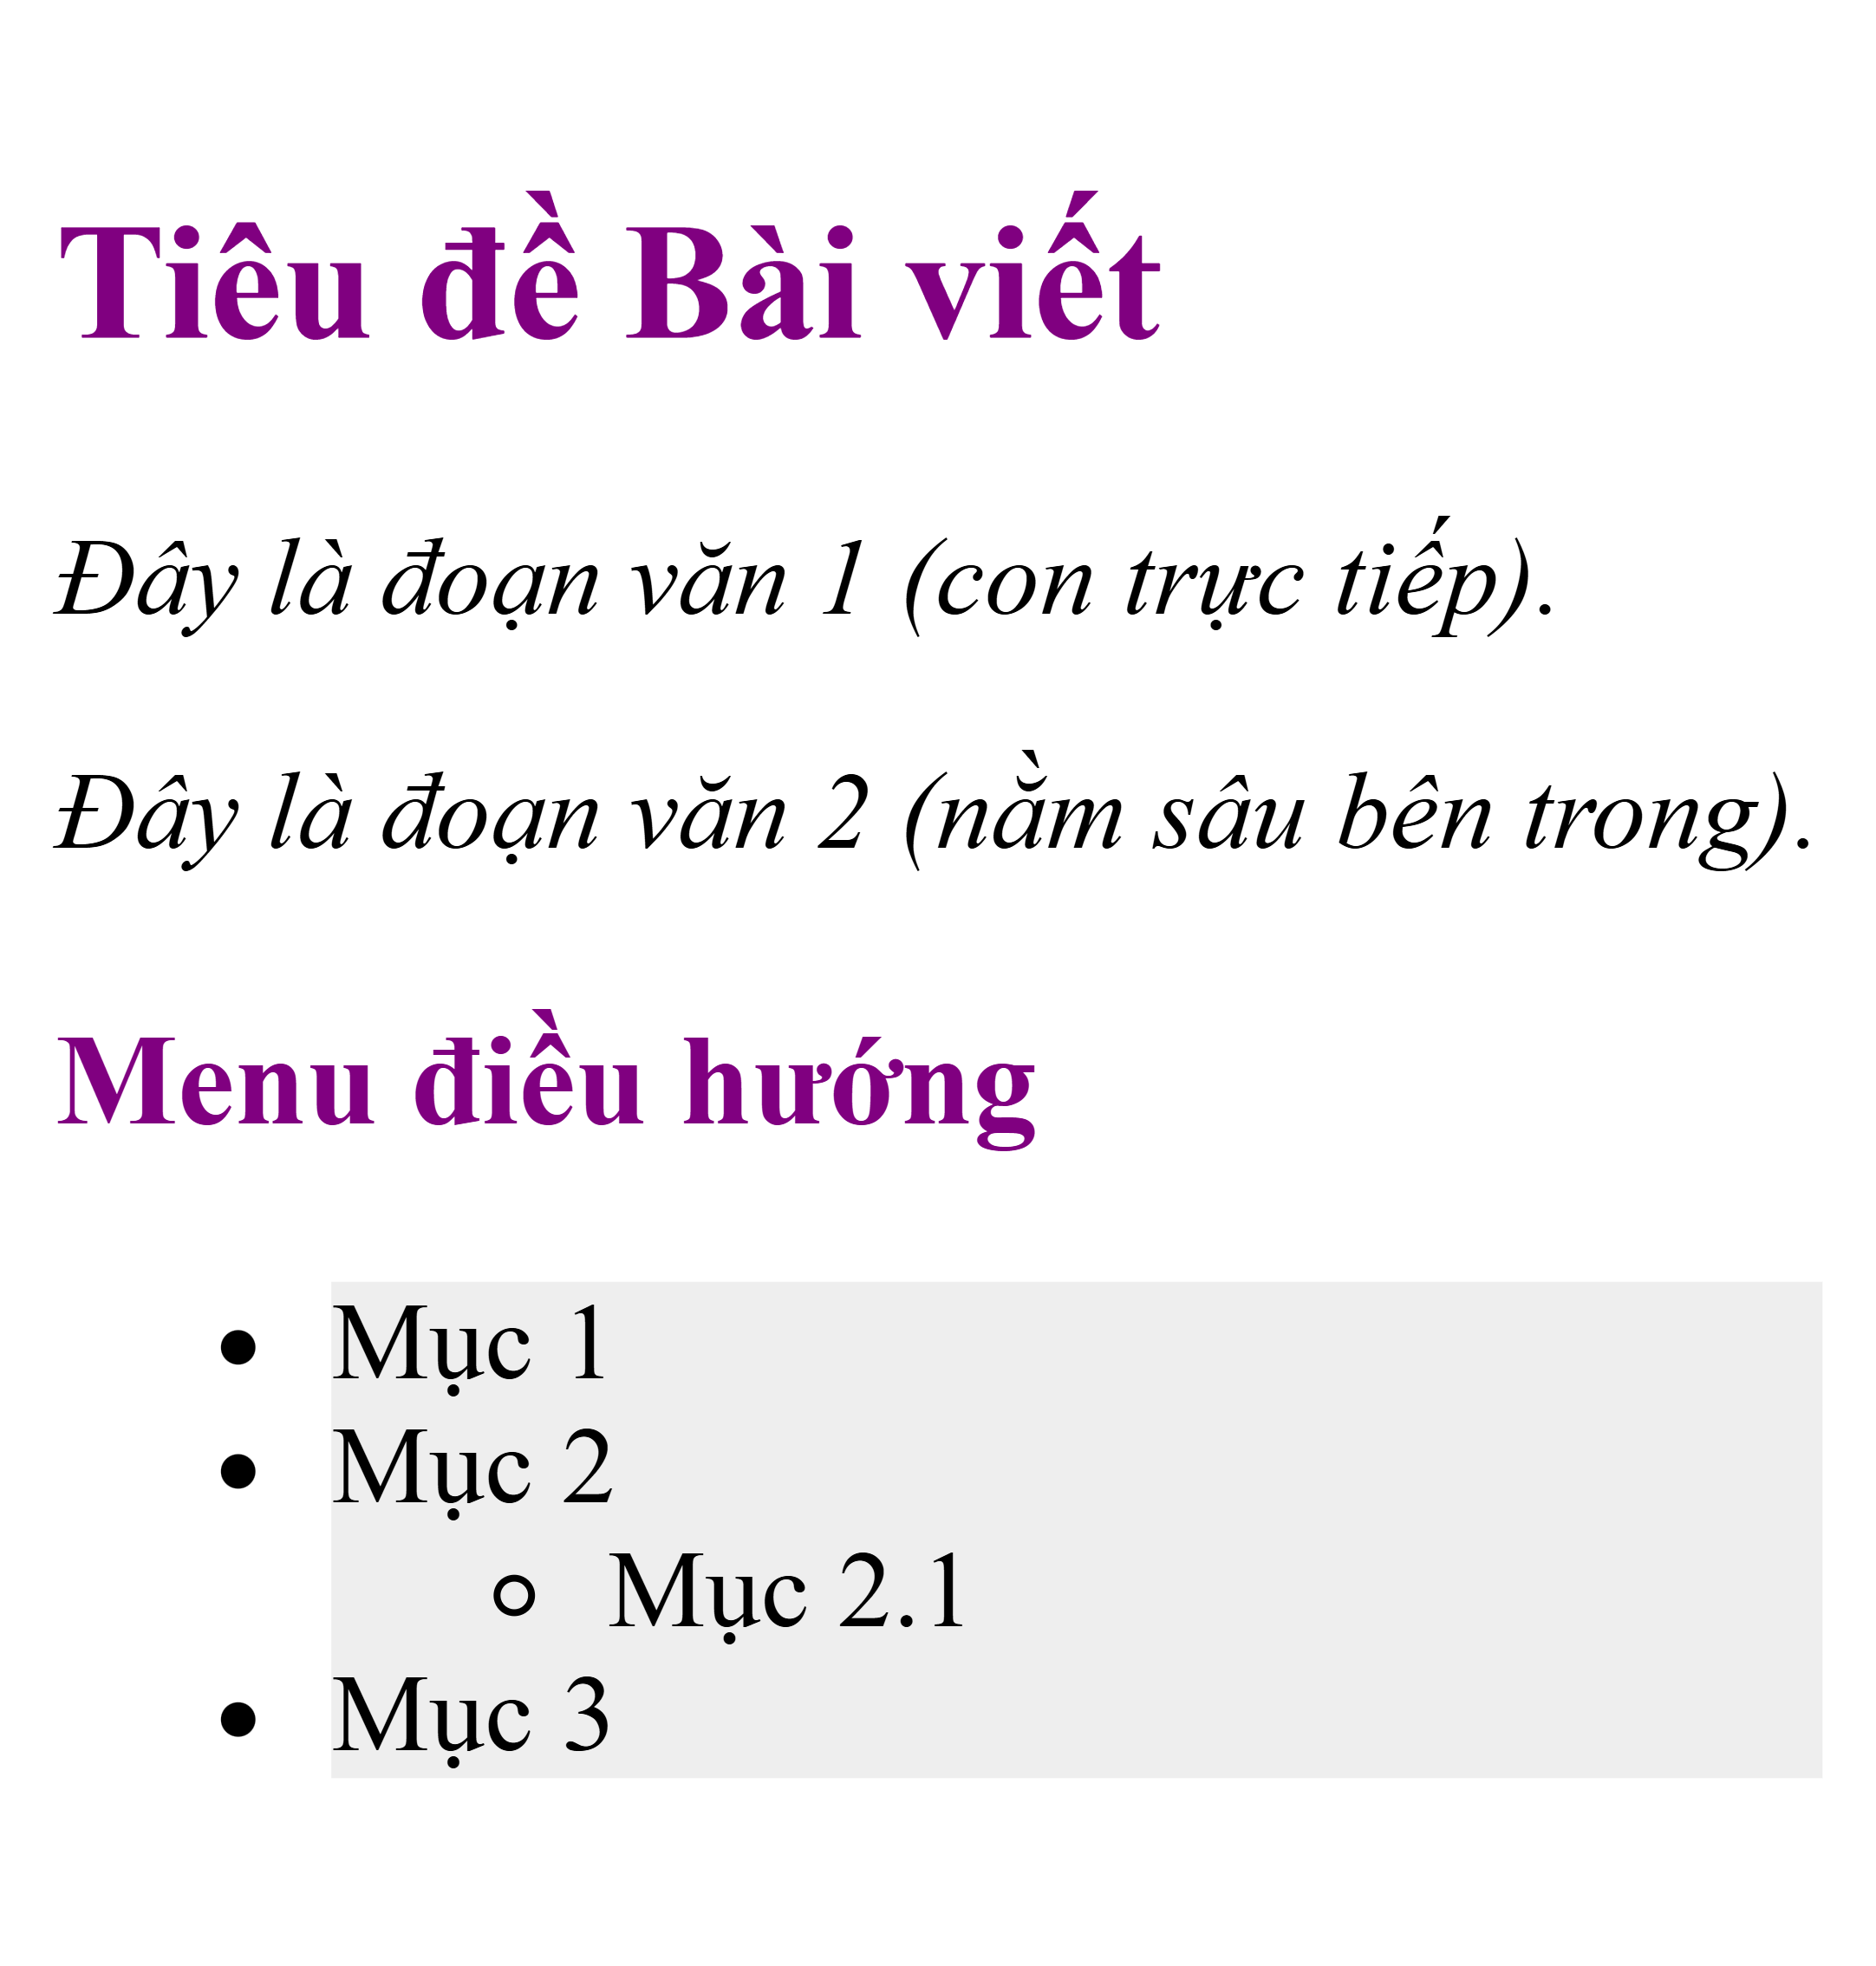 Tiêu đề Bài viết
Đây là đoạn văn 1 (con trực tiếp).
Đây là đoạn văn 2 (nằm sâu bên trong).
Menu điều hướng
Mục 1
Mục 2
Mục 2.1
Mục 3